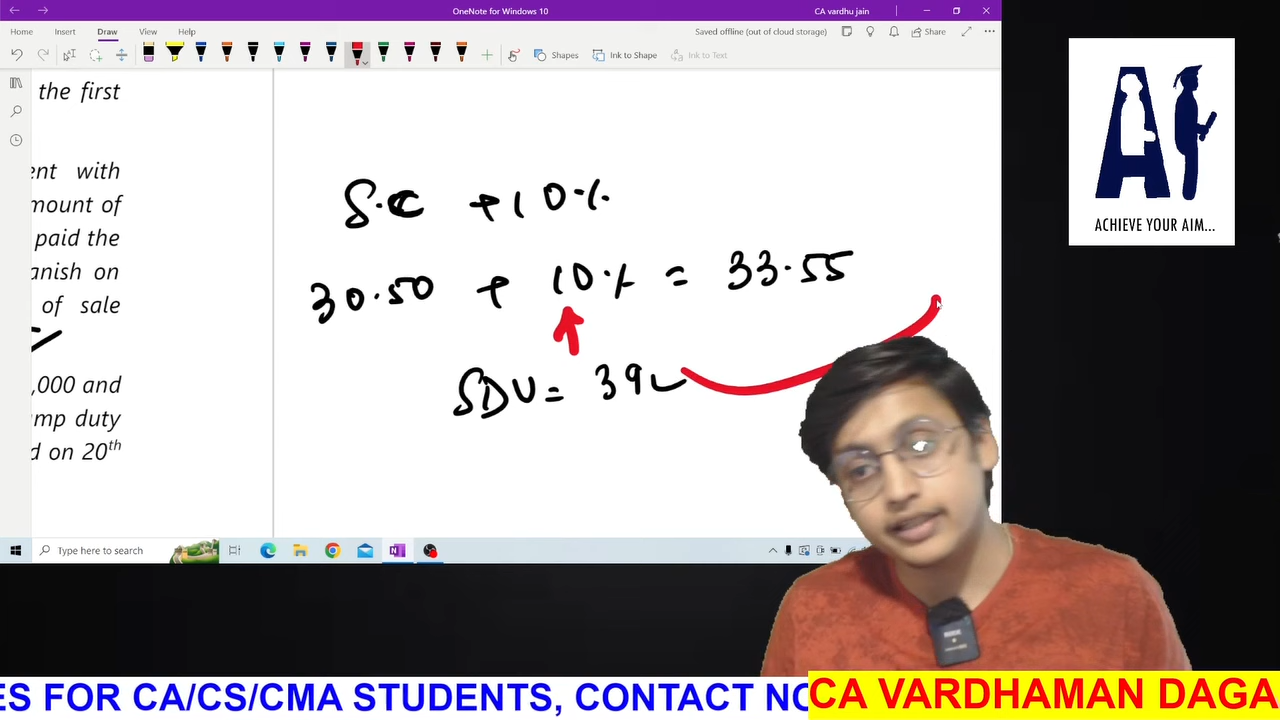 OneNote for Windows 10
CA vardhu jain
Home Insert Draw View Help
Saved offline (out of cloud storage)
Share
Shapes
Ink to Shape
Ink to Text
the first
ent with
mount of
paid the
anish on
of sale
,000 and
mp duty
d on 20th
S.C +10%
30.50 + 10% = 33.55
SDV = 39
ACHIEVE YOUR AIM...
Type here to search
ES FOR CA/CS/CMA STUDENTS, CONTACT NO
CA VARDHAMAN DAGA